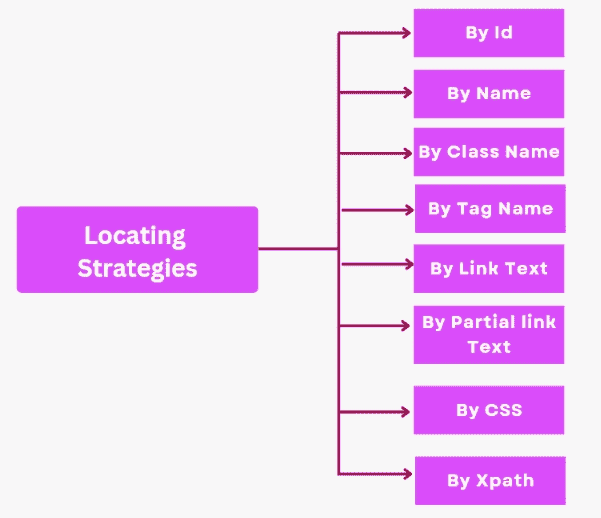 Locating
Strategies
By Id
By Name
By Class Name
By Tag Name
By Link Text
By Partial link
Text
By CSS
By Xpath